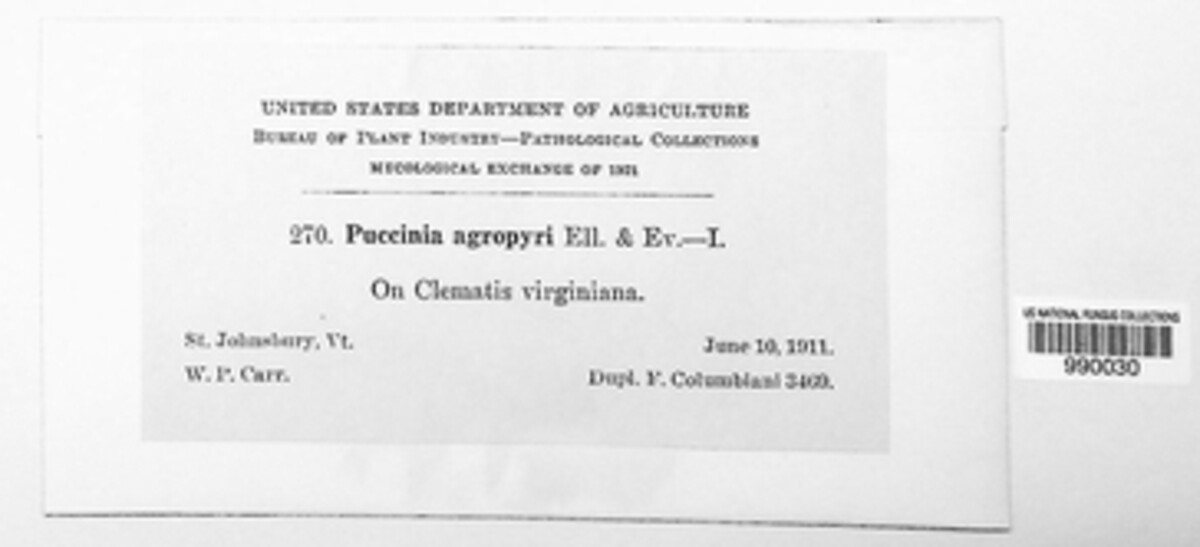 UNITED STATES DEPARTMENT OF AGRICULTURE
BUREAU OF PLANT INDUSTRY—PATHOLOGICAL COLLECTIONS
MYCOLOGICAL EXCHANGE OF
270. Puccinia agropyri Ell. & Ev.—I.
On Clematis virginiana.
St. Johnsbury, Vt.
June 10, 1911.
W. P. Carr.
Dupl. F. Columbiani 3469.
US NATIONAL FUNGUS COLLECTIONS
990030